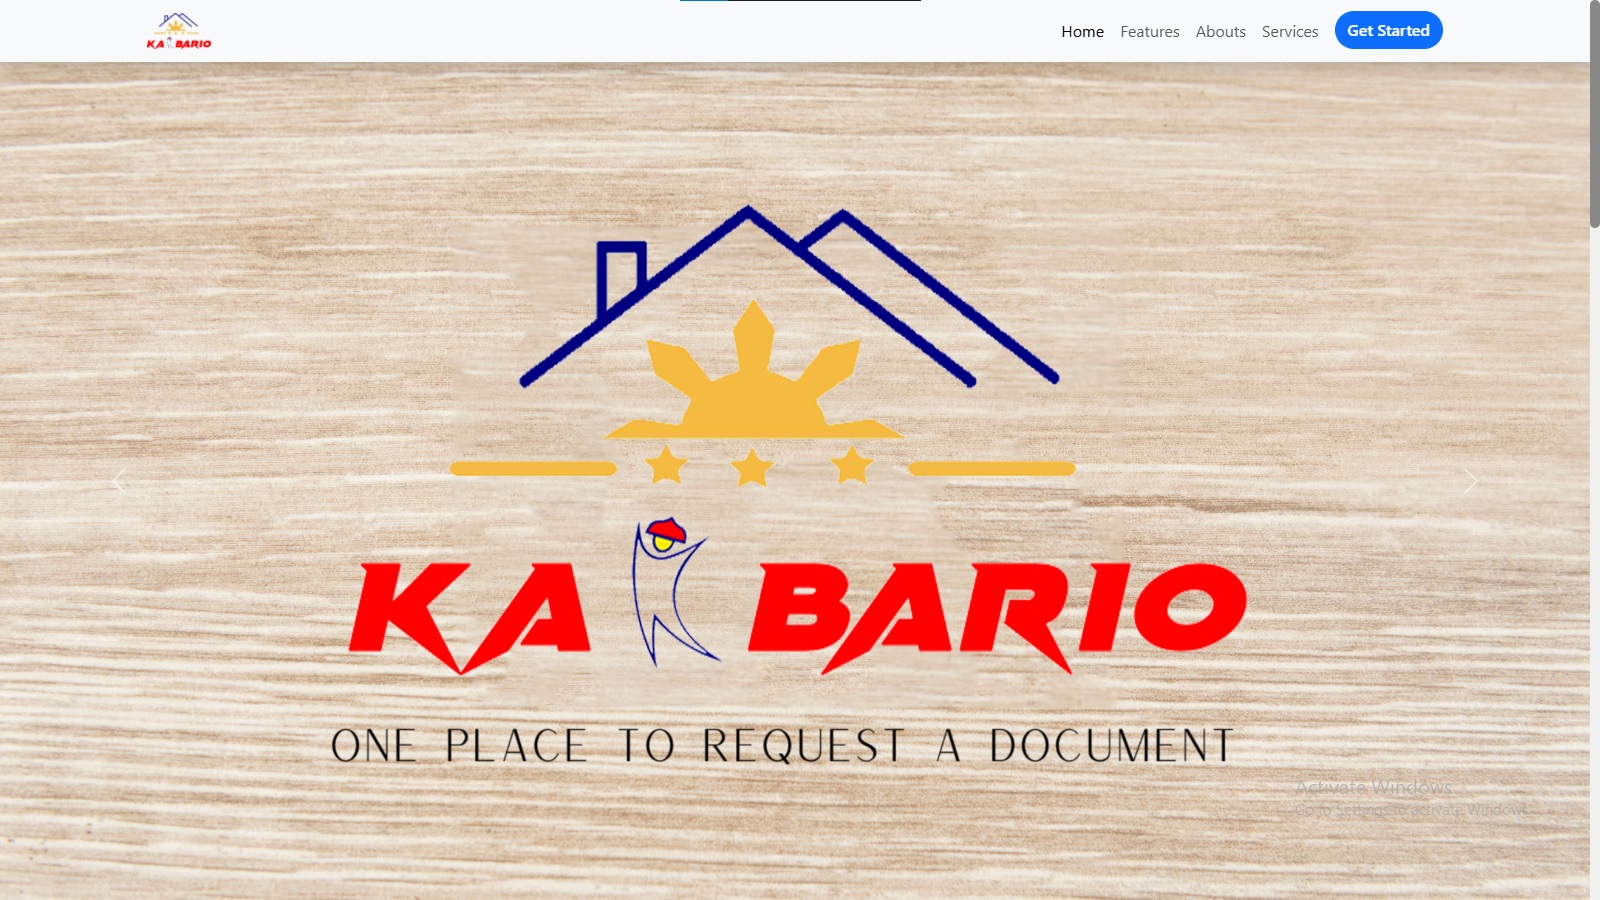 KA BARIO
Home Features Abouts Services Get Started
KA BARIO
ONE PLACE TO REQUEST A DOCUMENT
Activate Windows
Go to Settings to activate Windows.